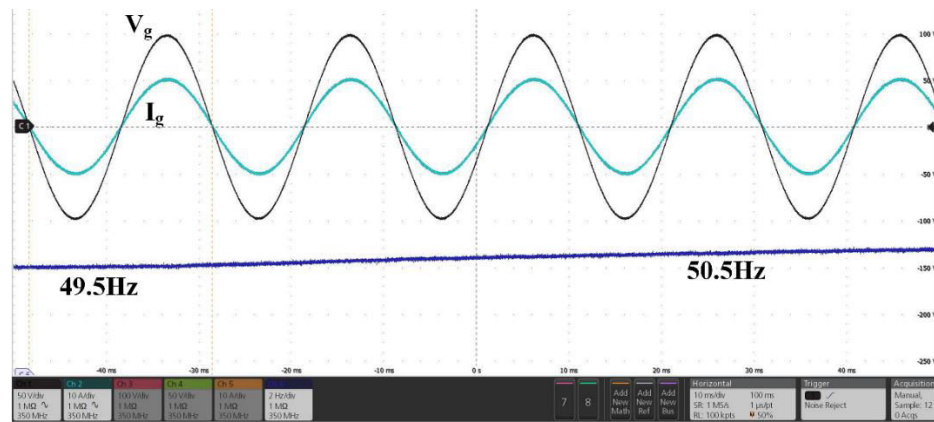 Vg
100 V
50
Ig
C 1
-50
-100
-150
49.5Hz
50.5Hz
-200
-250
-40 ms
-30 ms
-20 ms
-10 ms
0 s
10 ms
20 ms
30 ms
40 ms
Ch 1
50 V/div
1 MΩ
350 MHz
Ch 2
10 A/div
1 MΩ
350 MHz
Ch 3
100 V/div
1 MΩ
350 MHz
Ch 4
50 V/div
1 MΩ
350 MHz
Ch 5
10 A/div
1 MΩ
350 MHz
2 Hz/div
1 MΩ
350 MHz
7
8
Add New Math
Add New Ref
Add New Bus
Horizontal
10 ms/div
100 ms
SR: 1 MS/s
1 µs/pt
RL: 100 kpts
50%
Trigger
Noise Reject
Acquisition
Manual,
Sample: 12
0 Acqs